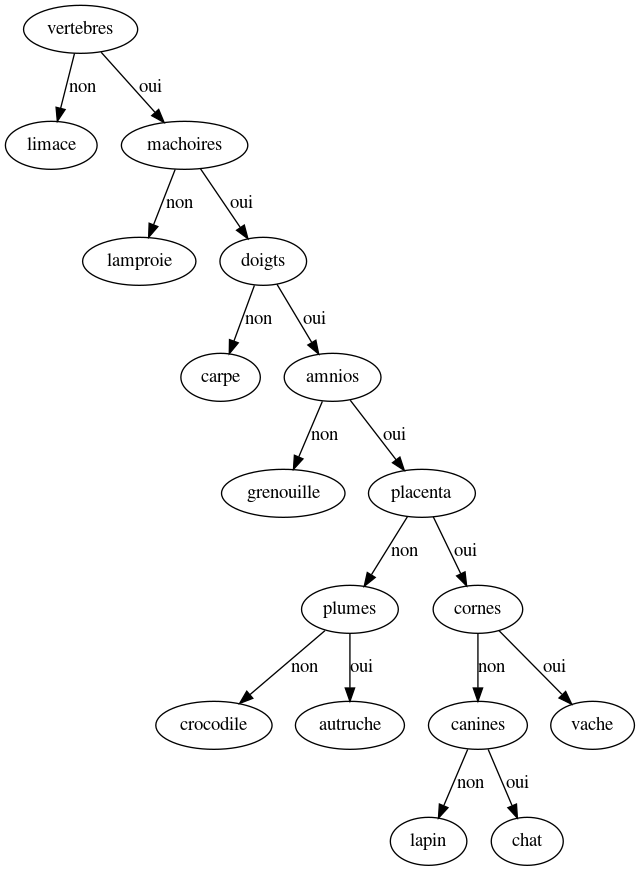 vertebres
non
oui
limace
machoires
non
oui
lamproie
doigts
non
oui
carpe
amnios
non
oui
grenouille
placenta
non
oui
plumes
cornes
non
oui
non
oui
crocodile
autruche
canines
vache
non
oui
lapin
chat